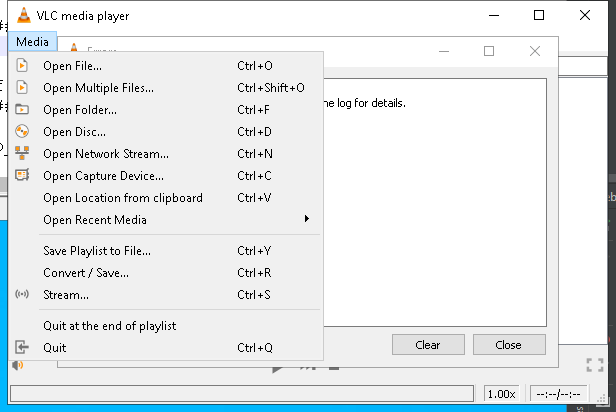 VLC media player
Media
Open File... Ctrl+O
Open Multiple Files... Ctrl+Shift+O
Open Folder... Ctrl+F
Open Disc... Ctrl+D
Open Network Stream... Ctrl+N
Open Capture Device... Ctrl+C
Open Location from clipboard Ctrl+V
Open Recent Media
Save Playlist to File... Ctrl+Y
Convert / Save... Ctrl+R
Stream... Ctrl+S
Quit at the end of playlist
Quit Ctrl+Q
log for details.
Clear Close
1.00x --:--/--:--